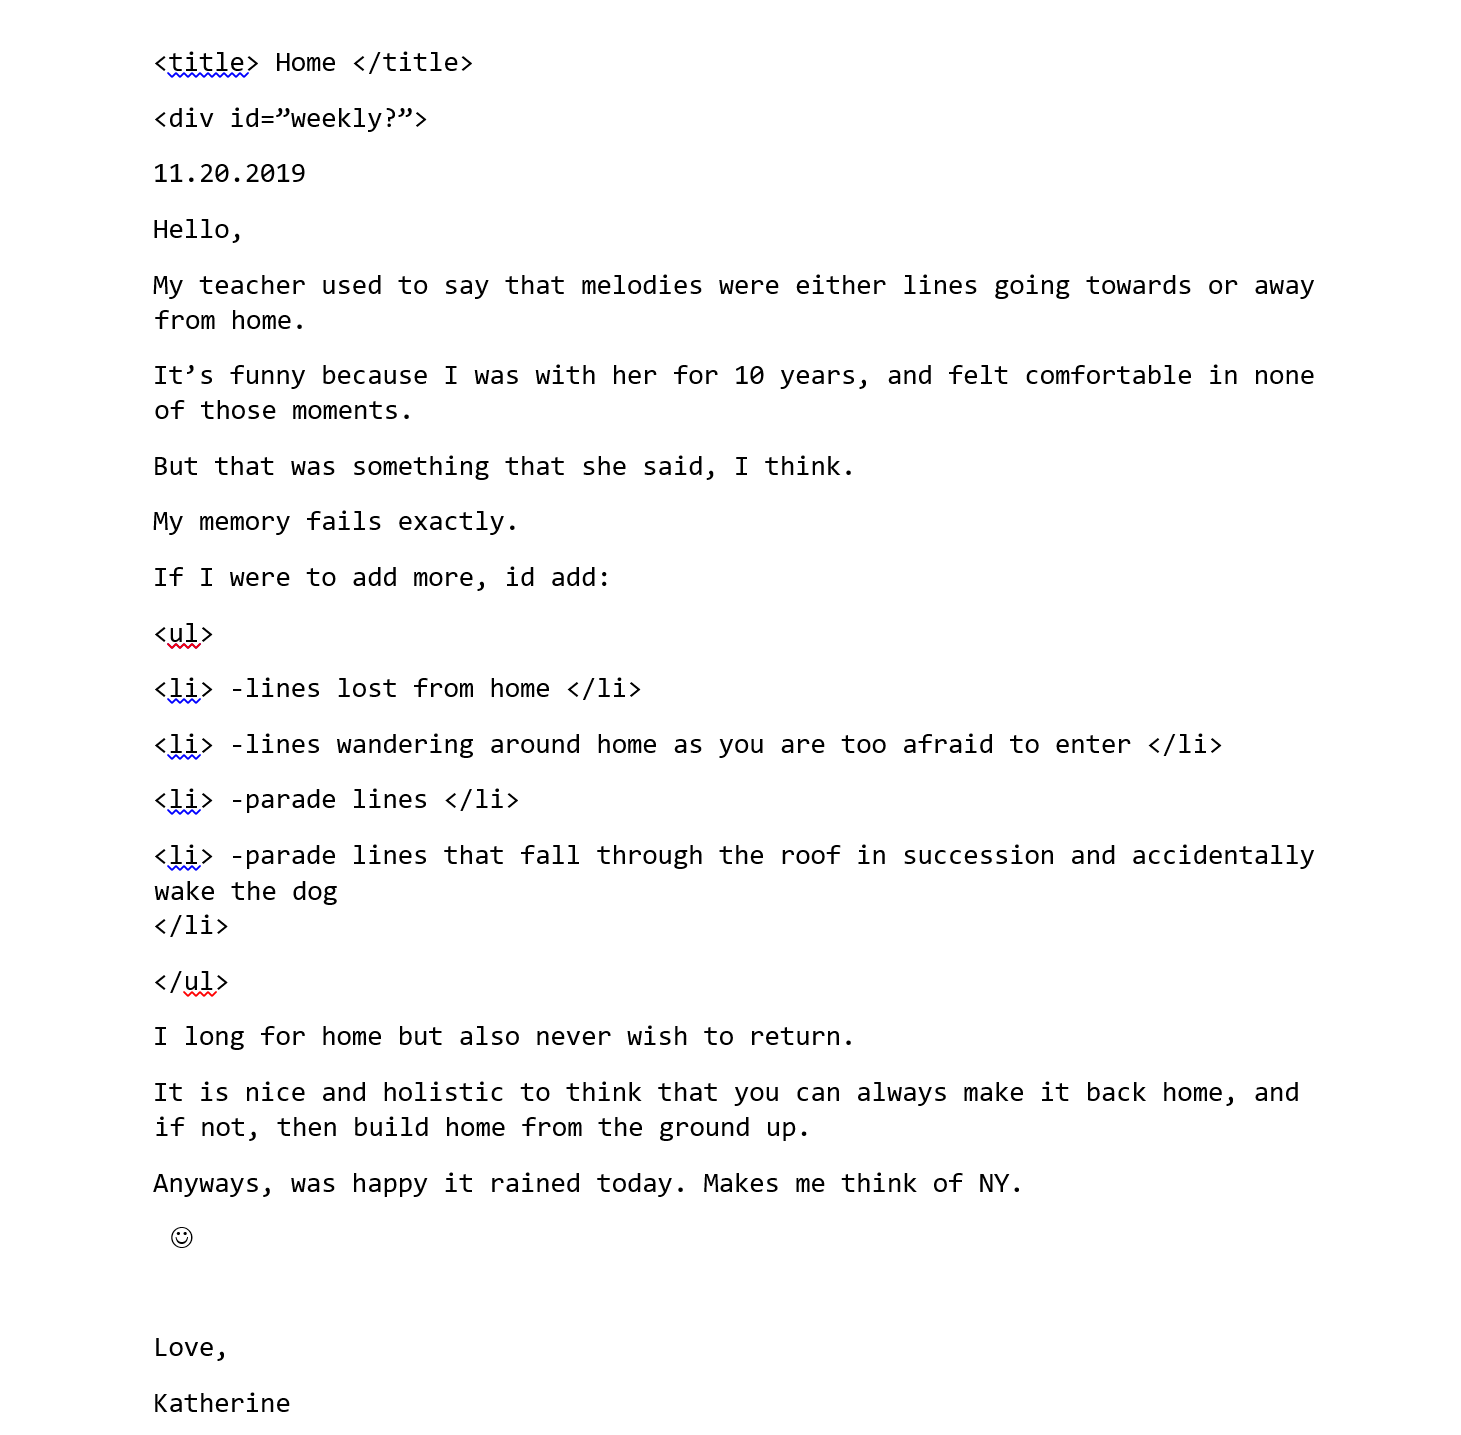 <title> Home </title>
<div id=”weekly?”>
11.20.2019
Hello,
My teacher used to say that melodies were either lines going towards or away
from home.
It’s funny because I was with her for 10 years, and felt comfortable in none
of those moments.
But that was something that she said, I think.
My memory fails exactly.
If I were to add more, id add:
<ul>
<li> -lines lost from home </li>
<li> -lines wandering around home as you are too afraid to enter </li>
<li> -parade lines </li>
<li> -parade lines that fall through the roof in succession and accidentally
wake the dog
</li>
</ul>
I long for home but also never wish to return.
It is nice and holistic to think that you can always make it back home, and
if not, then build home from the ground up.
Anyways, was happy it rained today. Makes me think of NY.
☺
Love,
Katherine